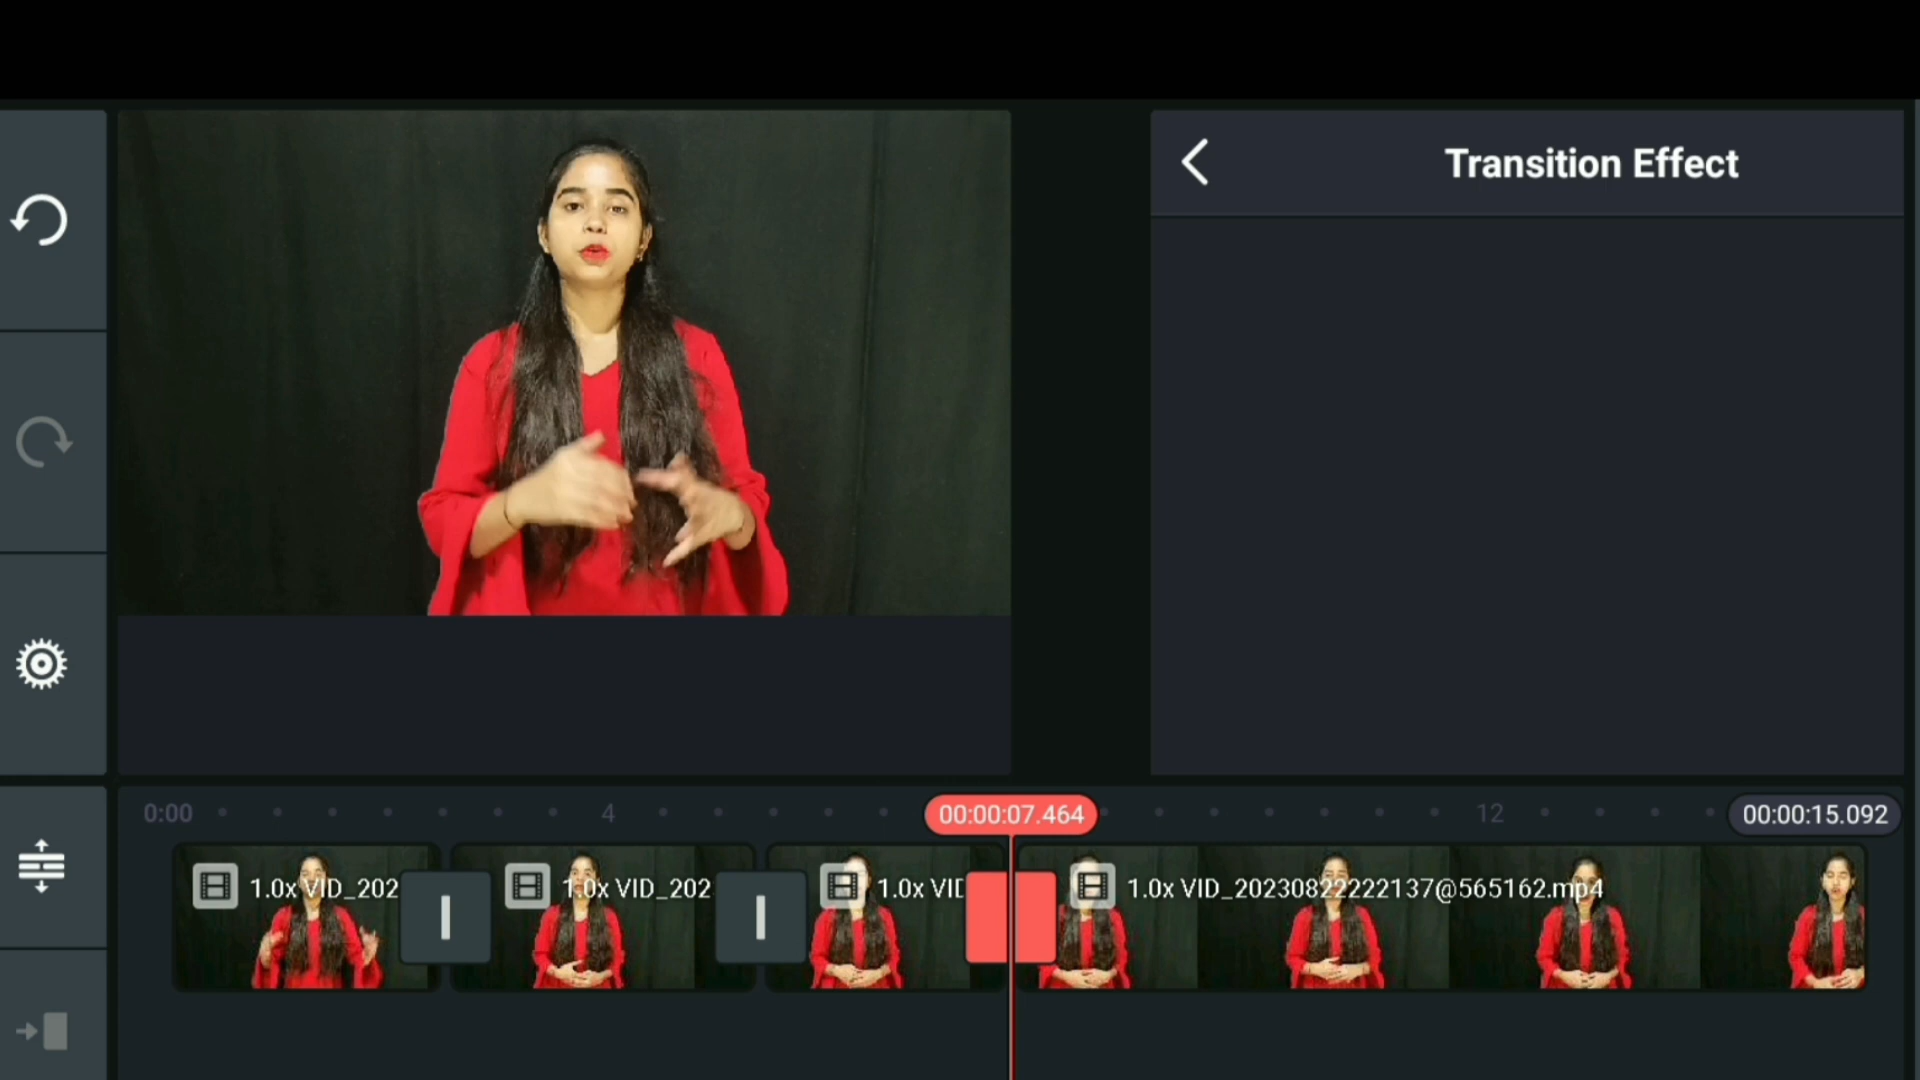 Transition Effect
0:00
4
00:00:07.464
12
00:00:15.092
1.0x VID_202
1.0x VID_202
1.0x VID
1.0x VID_20230822222137@565162.mp4